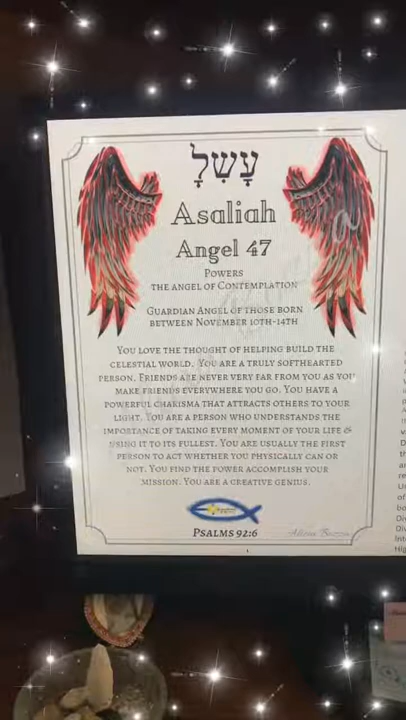 עָשִׁלָ
Asaliah
Angel 47
Powers
the angel of Contemplation
Guardian Angel of those born
between November 10th-14th
You love the thought of helping build the
celestial world. You are a truly softhearted
person. Friends are never very far from you as you
make friends everywhere you go. You have a
powerful charisma that attracts others to your
light. You are a person who understands the
importance of taking every moment of your life &
using it to its fullest. You are usually the first
person to act whether you physically can or
not. You find the power accomplish your
mission. You are a creative genius.
Psalms 92:6